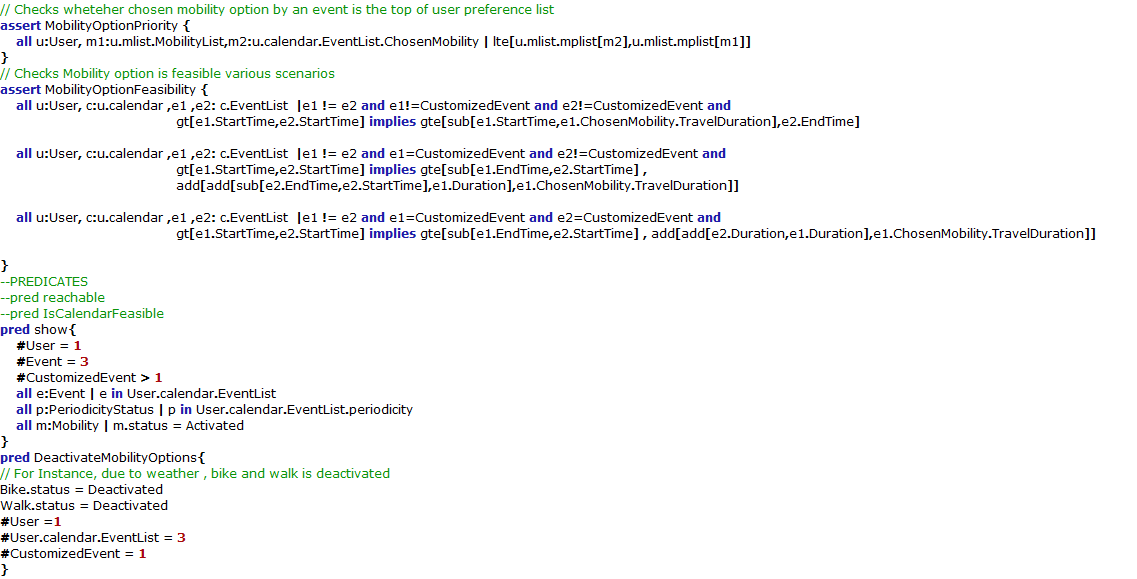 // Checks wheteher chosen mobility option by an event is the top of user preference list
assert MobilityOptionPriority {
all u:User, m1:u.mlist.MobilityList,m2:u.calendar.EventList.ChosenMobility | lte[u.mlist.mplist[m2],u.mlist.mplist[m1]]
}
// Checks Mobility option is feasible various scenarios
assert MobilityOptionFeasibility {
all u:User, c:u.calendar ,e1 ,e2: c.EventList |e1 != e2 and e1!=CustomizedEvent and e2!=CustomizedEvent and
gt[e1.StartTime,e2.StartTime] implies gte[sub[e1.StartTime,e1.ChosenMobility.TravelDuration],e2.EndTime]
all u:User, c:u.calendar ,e1 ,e2: c.EventList |e1 != e2 and e1=CustomizedEvent and e2!=CustomizedEvent and
gt[e1.StartTime,e2.StartTime] implies gte[sub[e1.EndTime,e2.StartTime] ,
add[add[sub[e2.EndTime,e2.StartTime],e1.Duration],e1.ChosenMobility.TravelDuration]]
all u:User, c:u.calendar ,e1 ,e2: c.EventList |e1 != e2 and e1=CustomizedEvent and e2=CustomizedEvent and
gt[e1.StartTime,e2.StartTime] implies gte[sub[e1.EndTime,e2.StartTime] , add[add[e2.Duration,e1.Duration],e1.ChosenMobility.TravelDuration]]
}
--PREDICATES
--pred reachable
--pred IsCalendarFeasible
pred show{
#User = 1
#Event = 3
#CustomizedEvent > 1
all e:Event | e in User.calendar.EventList
all p:PeriodicityStatus | p in User.calendar.EventList.periodicity
all m:Mobility | m.status = Activated
}
pred DeactivateMobilityOptions{
// For Instance, due to weather , bike and walk is deactivated
Bike.status = Deactivated
Walk.status = Deactivated
#User =1
#User.calendar.EventList = 3
#CustomizedEvent = 1
}